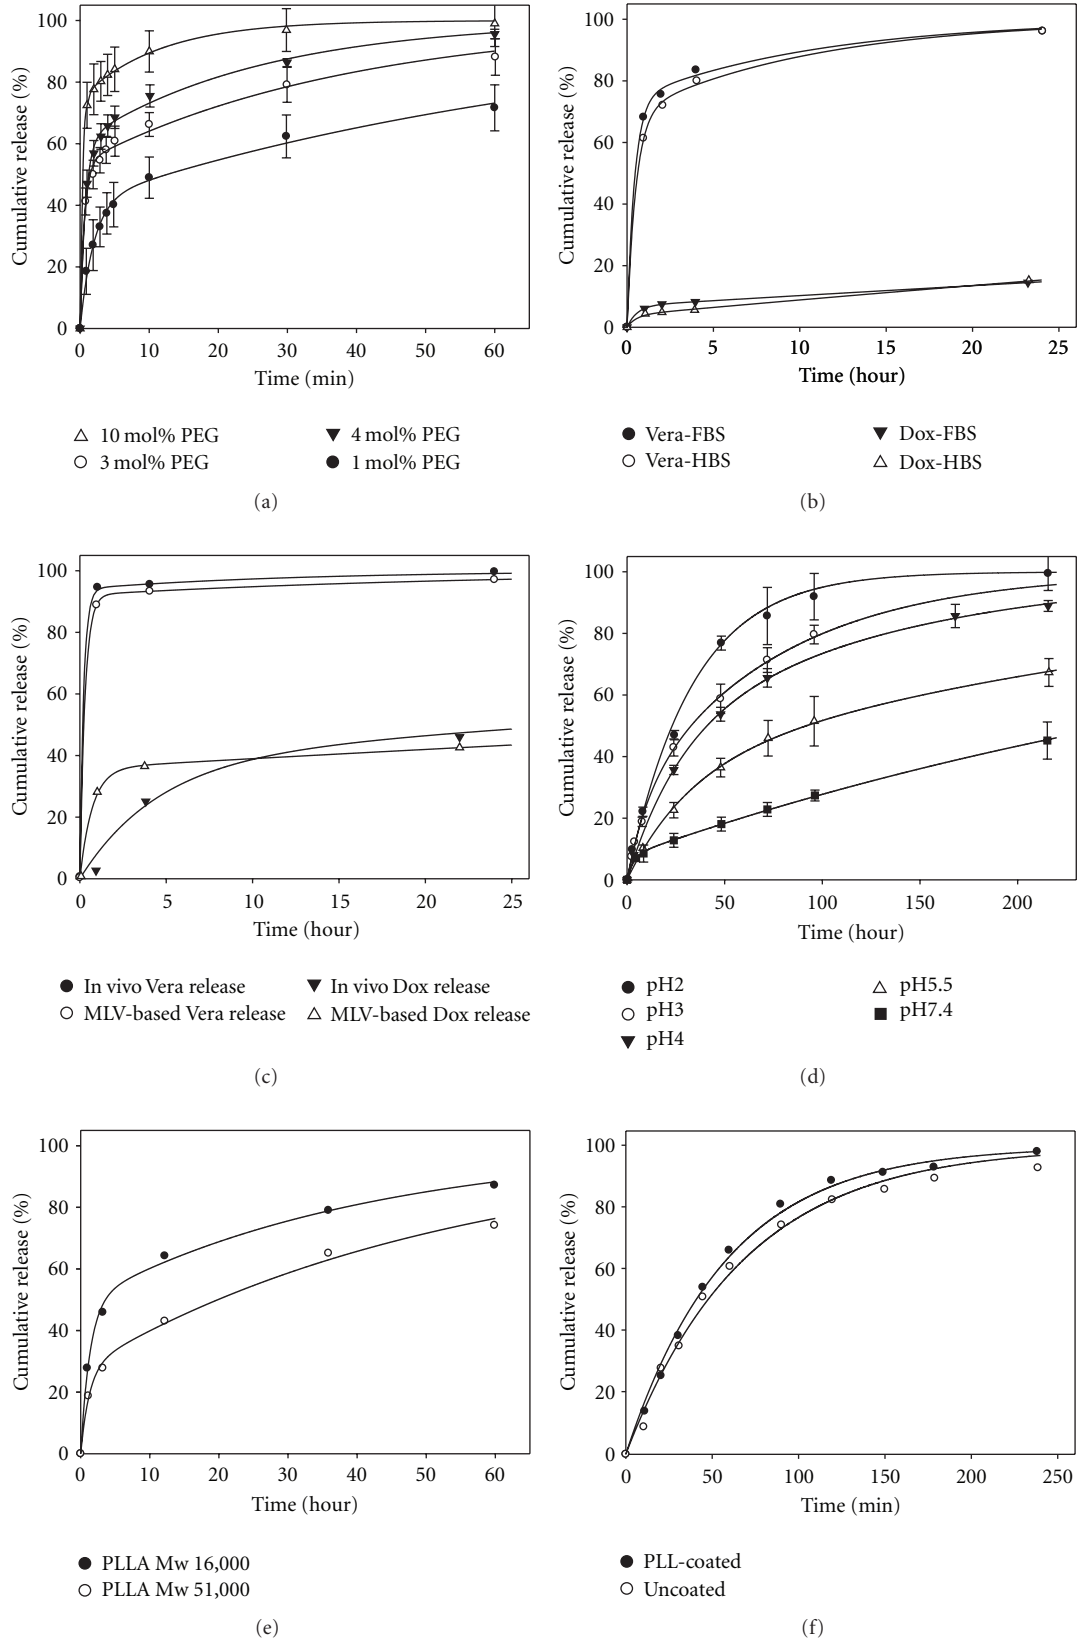 Cumulative release (%)
100
80
60
40
20
0
0 10 20 30 40 50 60
Time (min)
10 mol% PEG 4 mol% PEG
3 mol% PEG 1 mol% PEG
(a)
Cumulative release (%)
100
80
60
40
20
0
0 5 10 15 20 25
Time (hour)
Vera-FBS Dox-FBS
Vera-HBS Dox-HBS
(b)
Cumulative release (%)
100
80
60
40
20
0
0 5 10 15 20 25
Time (hour)
In vivo Vera release In vivo Dox release
MLV-based Vera release MLV-based Dox release
(c)
Cumulative release (%)
100
80
60
40
20
0
0 50 100 150 200
Time (hour)
pH2 pH5.5
pH3 pH7.4
pH4
(d)
Cumulative release (%)
100
80
60
40
20
0
0 10 20 30 40 50 60
Time (hour)
PLLA Mw 16,000
PLLA Mw 51,000
(e)
Cumulative release (%)
100
80
60
40
20
0
0 50 100 150 200 250
Time (min)
PLL-coated
Uncoated
(f)